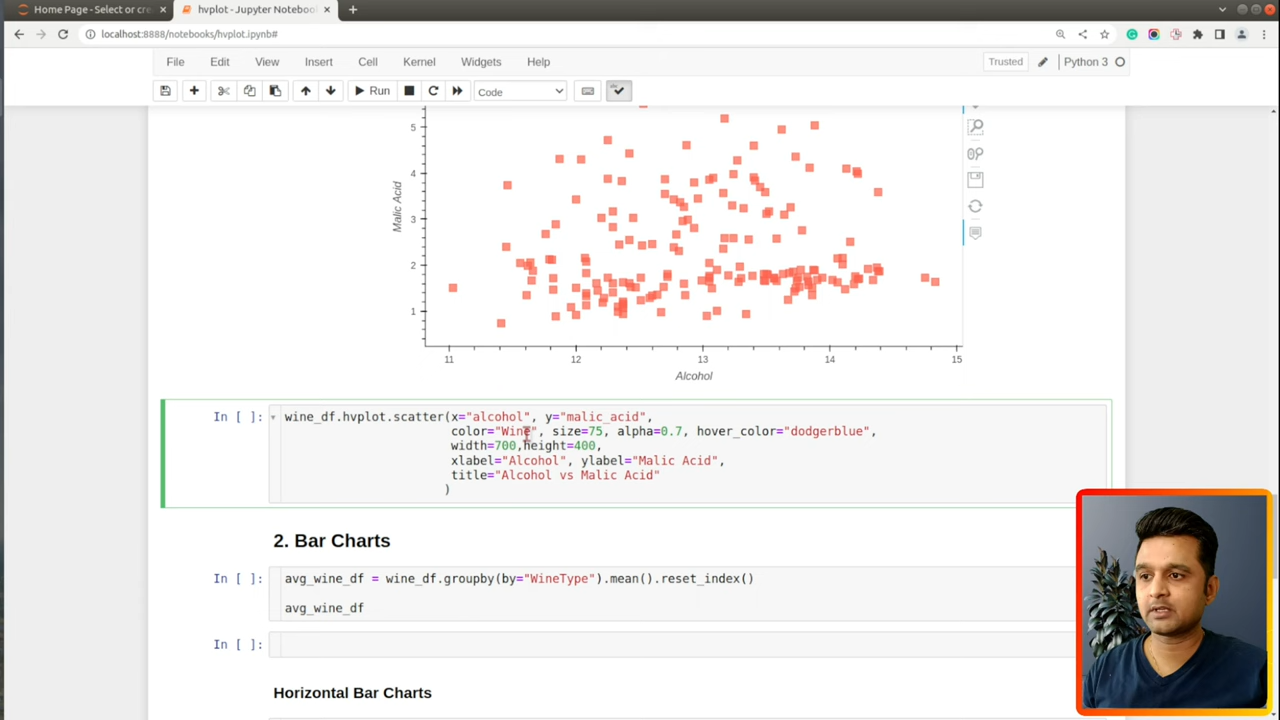 Home Page - Select or cre
hvplot - Jupyter Notebool
localhost:8888/notebooks/hvplot.ipynb#
File Edit View Insert Cell Kernel Widgets Help
Trusted
Python 3
Run
Code
5
4
3
2
1
Malic Acid
11 12 13 14 15
Alcohol
In [ ]:
wine_df.hvplot.scatter(x="alcohol", y="malic_acid",
color="Wine", size=75, alpha=0.7, hover_color="dodgerblue",
width=700,height=400,
xlabel="Alcohol", ylabel="Malic Acid",
title="Alcohol vs Malic Acid"
)
2. Bar Charts
In [ ]:
avg_wine_df = wine_df.groupby(by="WineType").mean().reset_index()
avg_wine_df
In [ ]:
Horizontal Bar Charts